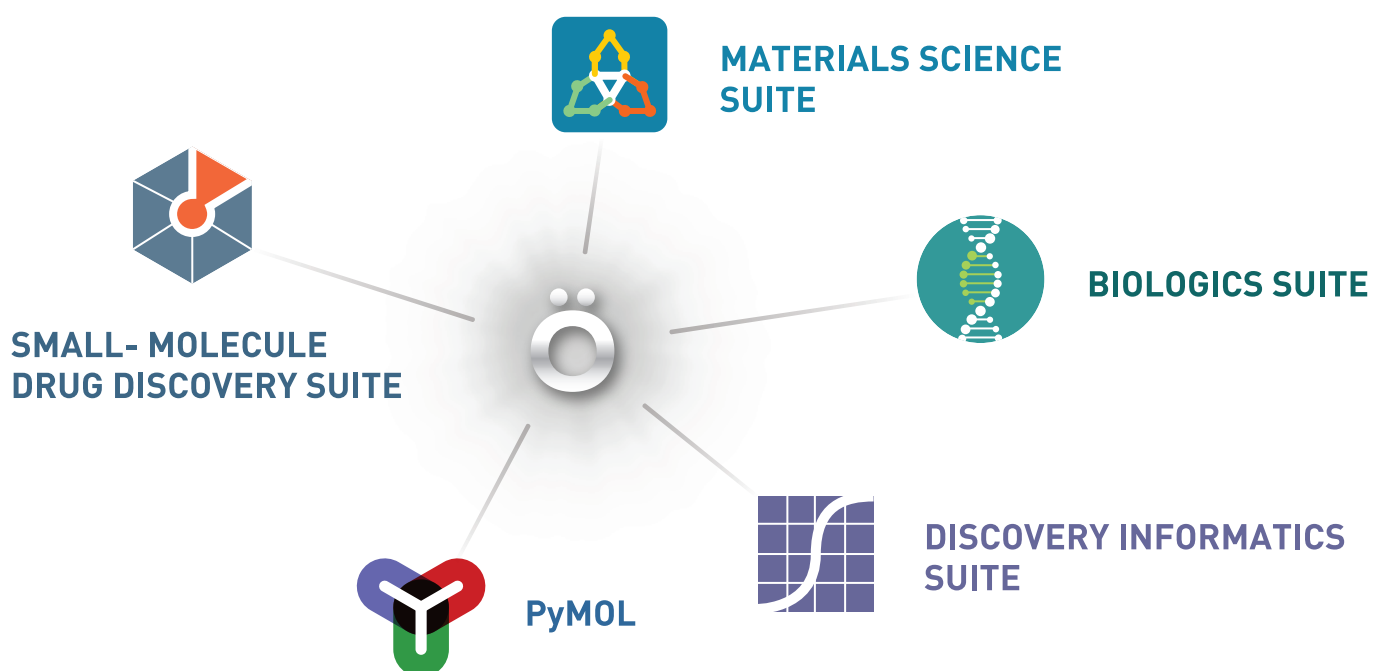 MATERIALS SCIENCE
SUITE
BIOLOGICS SUITE
SMALL- MOLECULE
DRUG DISCOVERY SUITE
ö
DISCOVERY INFORMATICS
SUITE
PyMOL